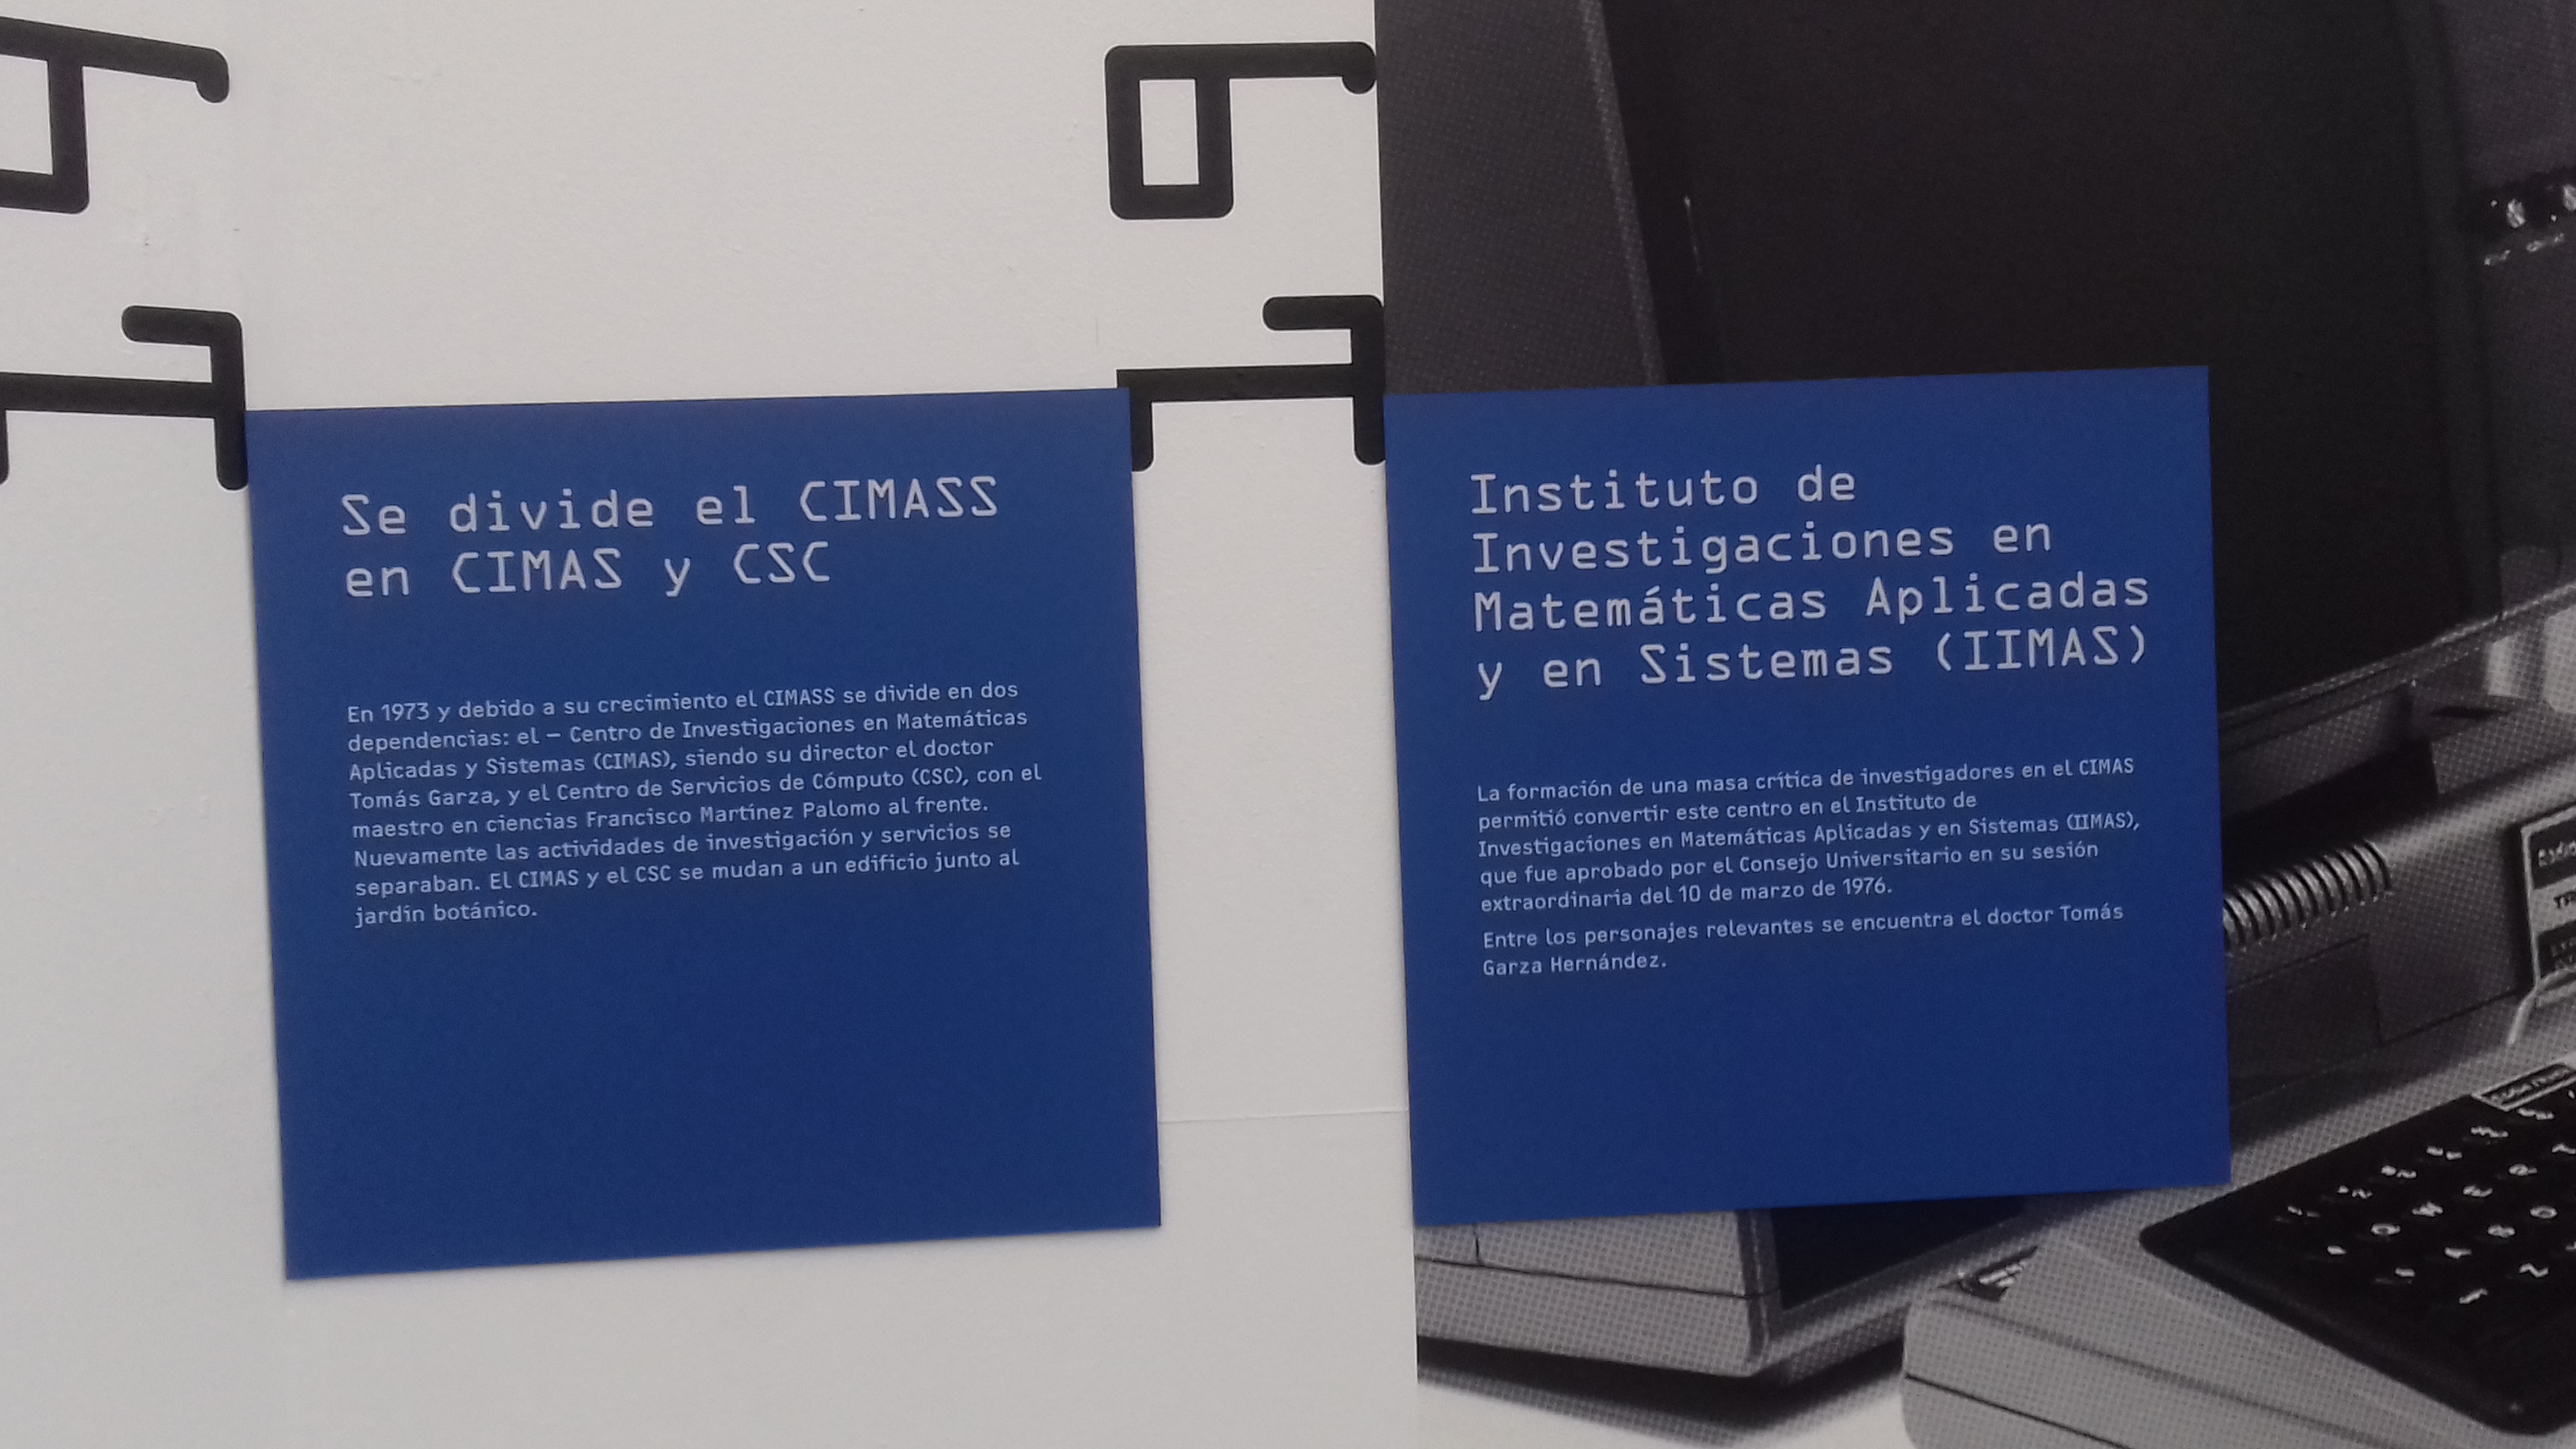 Se divide el CIMASS
en CIMAS y CSC
En 1973 y debido a su crecimiento el CIMASS se divide en dos
dependencias: el – Centro de Investigaciones en Matemáticas
Aplicadas y Sistemas (CIMAS), siendo su director el doctor
Tomás Garza, y el Centro de Servicios de Cómputo (CSC), con el
maestro en ciencias Francisco Martínez Palomo al frente.
Nuevamente las actividades de investigación y servicios se
separaban. El CIMAS y el CSC se mudan a un edificio junto al
jardín botánico.
Instituto de
Investigaciones en
Matemáticas Aplicadas
y en Sistemas (IIMAS)
La formación de una masa crítica de investigadores en el CIMAS
permitió convertir este centro en el Instituto de
Investigaciones en Matemáticas Aplicadas y en Sistemas (IIMAS),
que fue aprobado por el Consejo Universitario en su sesión
extraordinaria del 10 de marzo de 1976.
Entre los personajes relevantes se encuentra el doctor Tomás
Garza Hernández.